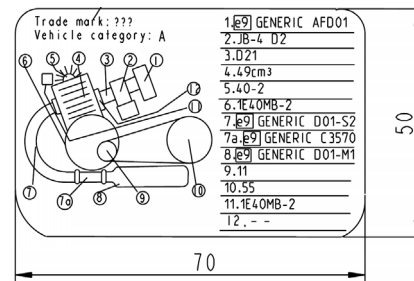 Trade mark: ???
Vehicle category: A
1.e9 GENERIC AFD01
2.JB-4 D2
3.D21
4.49cm³
5.40-2
6.1E40MB-2
7.e9 GENERIC D01-S2
7a.e9 GENERIC C3570
8.e9 GENERIC D01-M1
9.11
10.55
11.1E40MB-2
12.--
5
4
3
2
1
6
12
11
7
7a
8
9
10
50
70